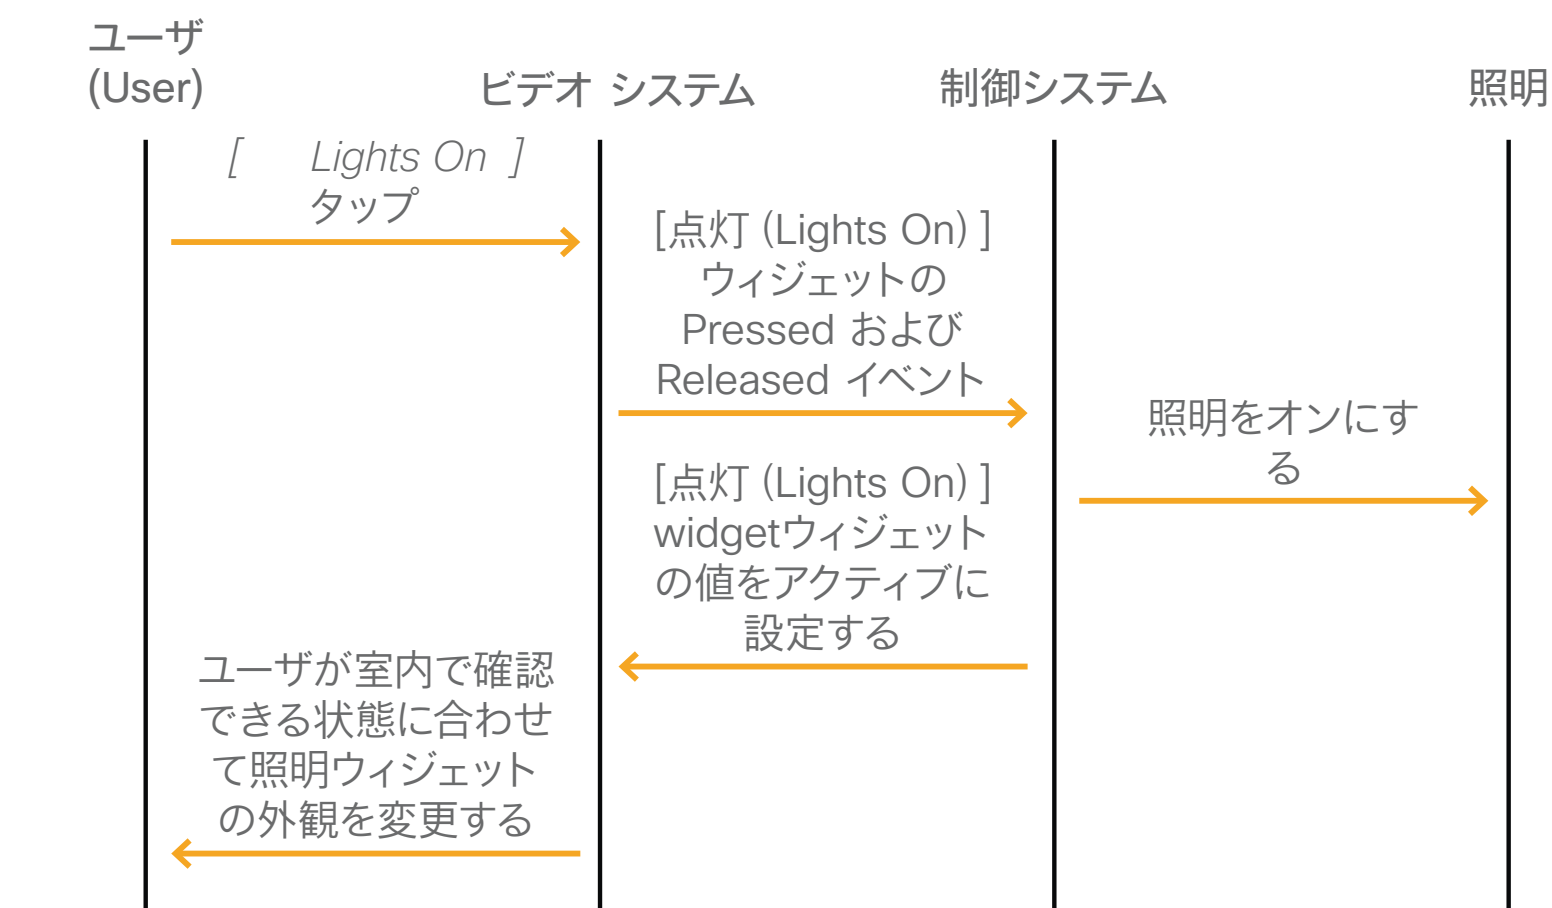 ユーザ
(User)
ビデオ システム
制御システム
照明
[ Lights On ]
タップ
[点灯 (Lights On) ]
ウィジェットの
Pressed および
Released イベント
照明をオンにす
る
[点灯 (Lights On) ]
widgetウィジェット
の値をアクティブに
設定する
ユーザが室内で確認
できる状態に合わせ
て照明ウィジェット
の外観を変更する